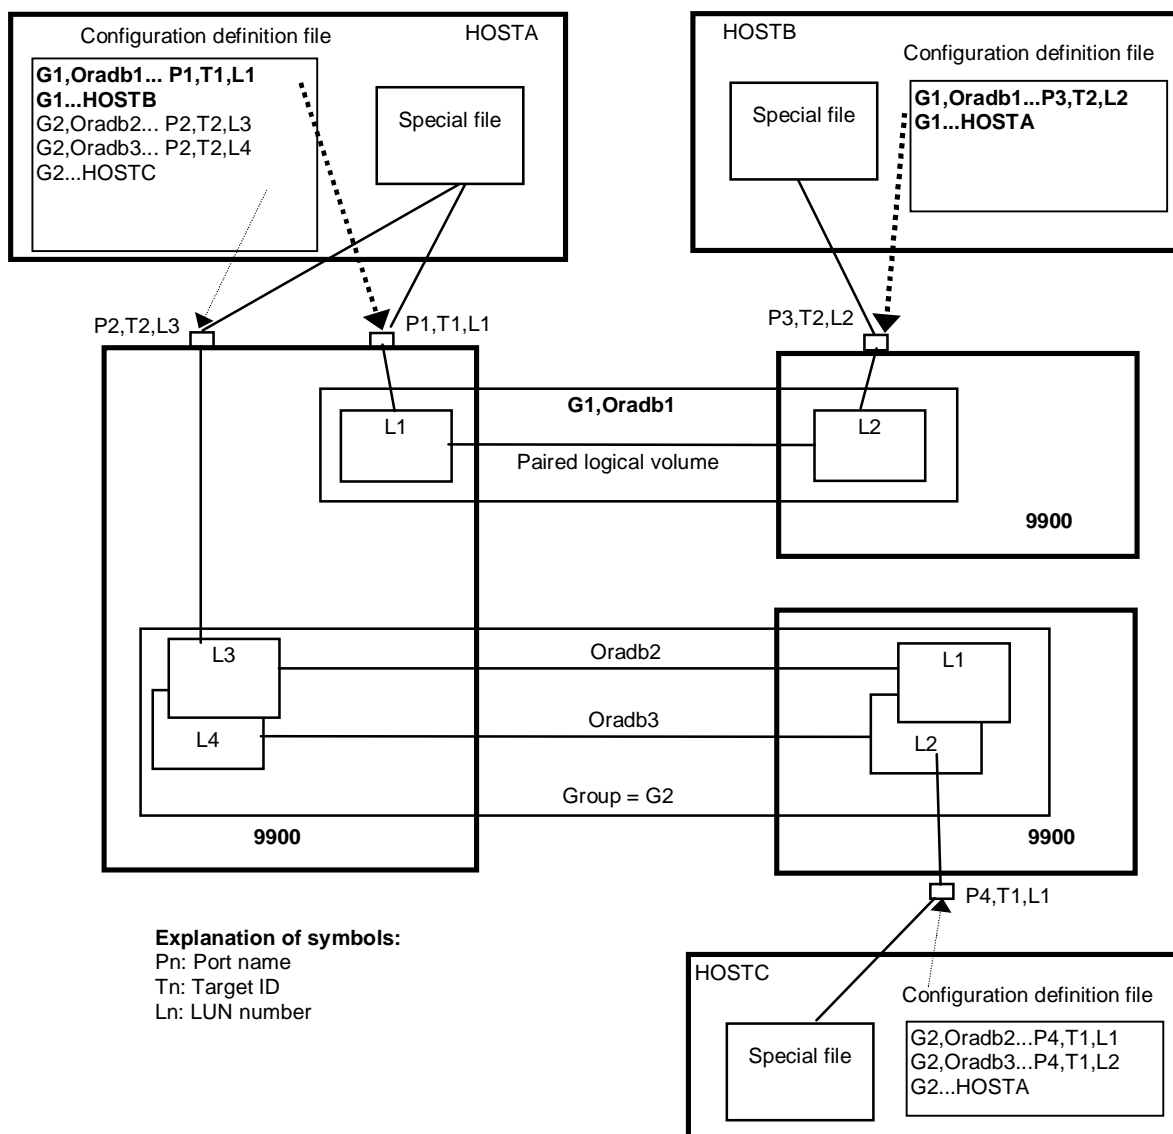 HOSTA
Configuration definition file
G1,Oradb1... P1,T1,L1
G1...HOSTB
G2,Oradb2... P2,T2,L3
G2,Oradb3... P2,T2,L4
G2...HOSTC
Special file
HOSTB
Configuration definition file
Special file
G1,Oradb1...P3,T2,L2
G1...HOSTA
P2,T2,L3
P1,T1,L1
P3,T2,L2
G1,Oradb1
L1
L2
Paired logical volume
9900
L3
Oradb2
L1
L4
Oradb3
L2
Group = G2
9900
9900
P4,T1,L1
Explanation of symbols:
Pn: Port name
Tn: Target ID
Ln: LUN number
HOSTC
Configuration definition file
Special file
G2,Oradb2...P4,T1,L1
G2,Oradb3...P4,T1,L2
G2...HOSTA